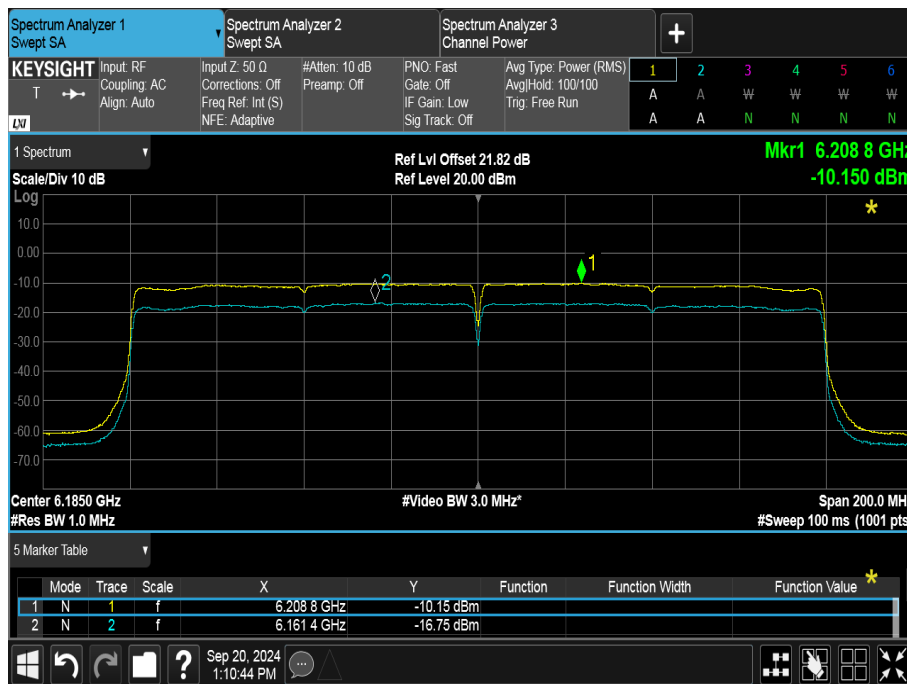 Spectrum Analyzer 1
Swept SA
Spectrum Analyzer 2
Swept SA
Spectrum Analyzer 3
Channel Power
+
KEYSIGHT
T
LXI
Input: RF
Coupling: AC
Align: Auto
Input Z: 50 Ω
Corrections: Off
Freq Ref: Int (S)
NFE: Adaptive
#Atten: 10 dB
Preamp: Off
PNO: Fast
Gate: Off
IF Gain: Low
Sig Track: Off
Avg Type: Power (RMS)
Avg|Hold: 100/100
Trig: Free Run
1 2 3 4 5 6
A A W W W W
A A N N N N
1 Spectrum
Scale/Div 10 dB
Log
Ref Lvl Offset 21.82 dB
Ref Level 20.00 dBm
Mkr1 6.208 8 GHz
-10.150 dBm
*
10.0
0.00
-10.0
-20.0
-30.0
-40.0
-50.0
-60.0
-70.0
2
1
Center 6.1850 GHz
#Res BW 1.0 MHz
#Video BW 3.0 MHz*
Span 200.0 MH
#Sweep 100 ms (1001 pts
5 Marker Table
*
Mode Trace Scale X Y Function Function Width Function Value
1 N 1 f 6.208 8 GHz -10.15 dBm
2 N 2 f 6.161 4 GHz -16.75 dBm
?
Sep 20, 2024
1:10:44 PM